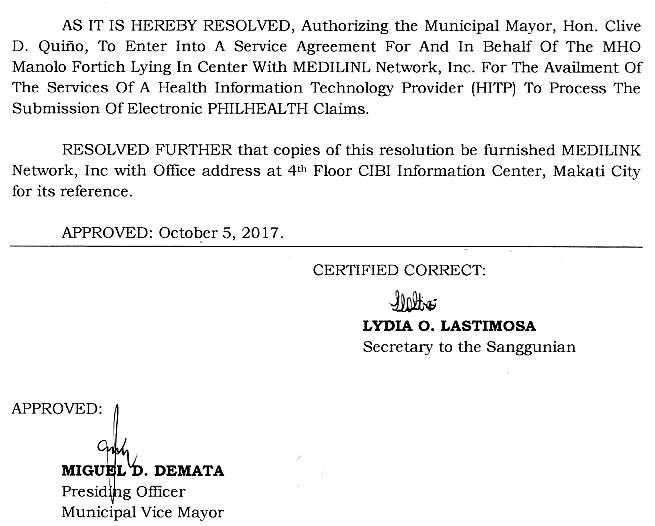 AS IT IS HEREBY RESOLVED, Authorizing the Municipal Mayor, Hon. Clive
D. Quiño, To Enter Into A Service Agreement For And In Behalf Of The MHO
Manolo Fortich Lying In Center With MEDILINL Network, Inc. For The Availment Of
The Services Of A Health Information Technology Provider (HITP) To Process The
Submission Of Electronic PHILHEALTH Claims.
RESOLVED FURTHER that copies of this resolution be furnished MEDILINK
Network, Inc with Office address at 4th Floor CIBI Information Center, Makati City
for its reference.
APPROVED: October 5, 2017.
CERTIFIED CORRECT:
LYDIA O. LASTIMOSA
Secretary to the Sanggunian
APPROVED:
MIGUEL D. DEMATA
Presiding Officer
Municipal Vice Mayor